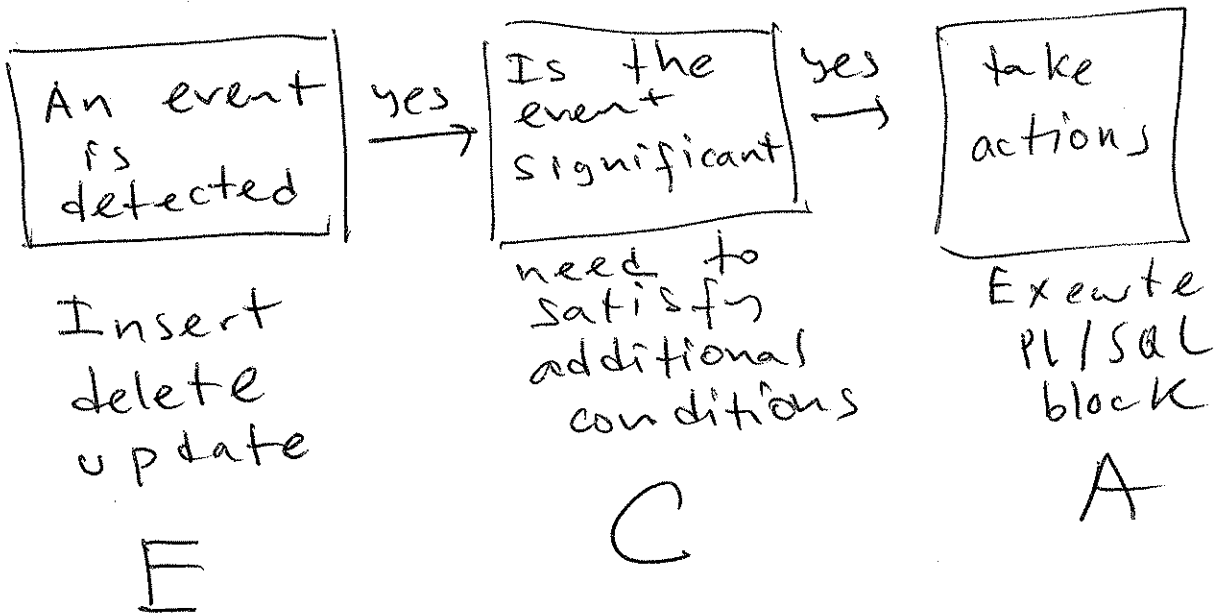 An event
is
detected
yes
Is the
event
significant
yes
take
actions
Insert
delete
update
need to
satisfy
additional
conditions
Execute
Pl/SQL
block
E
C
A